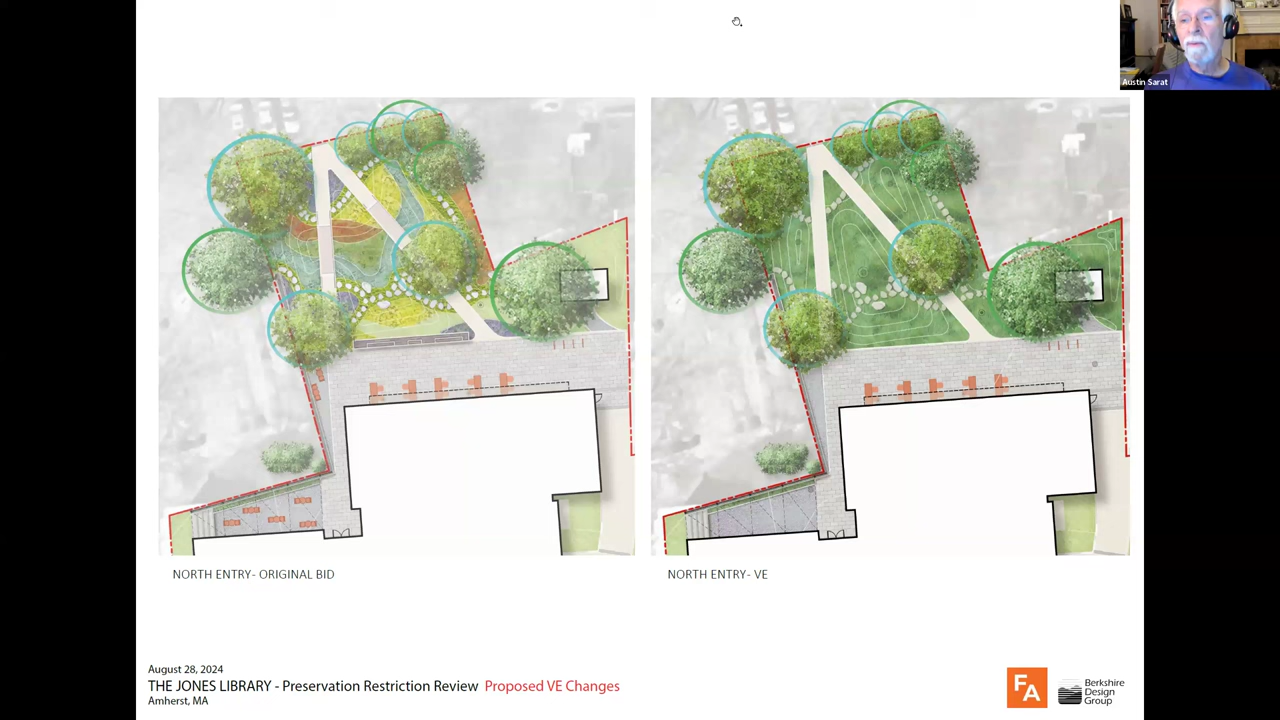 Austin Sarat
NORTH ENTRY- ORIGINAL BID
NORTH ENTRY- VE
August 28, 2024
THE JONES LIBRARY - Preservation Restriction Review Proposed VE Changes
Amherst, MA
FA
Berkshire
Design
Group